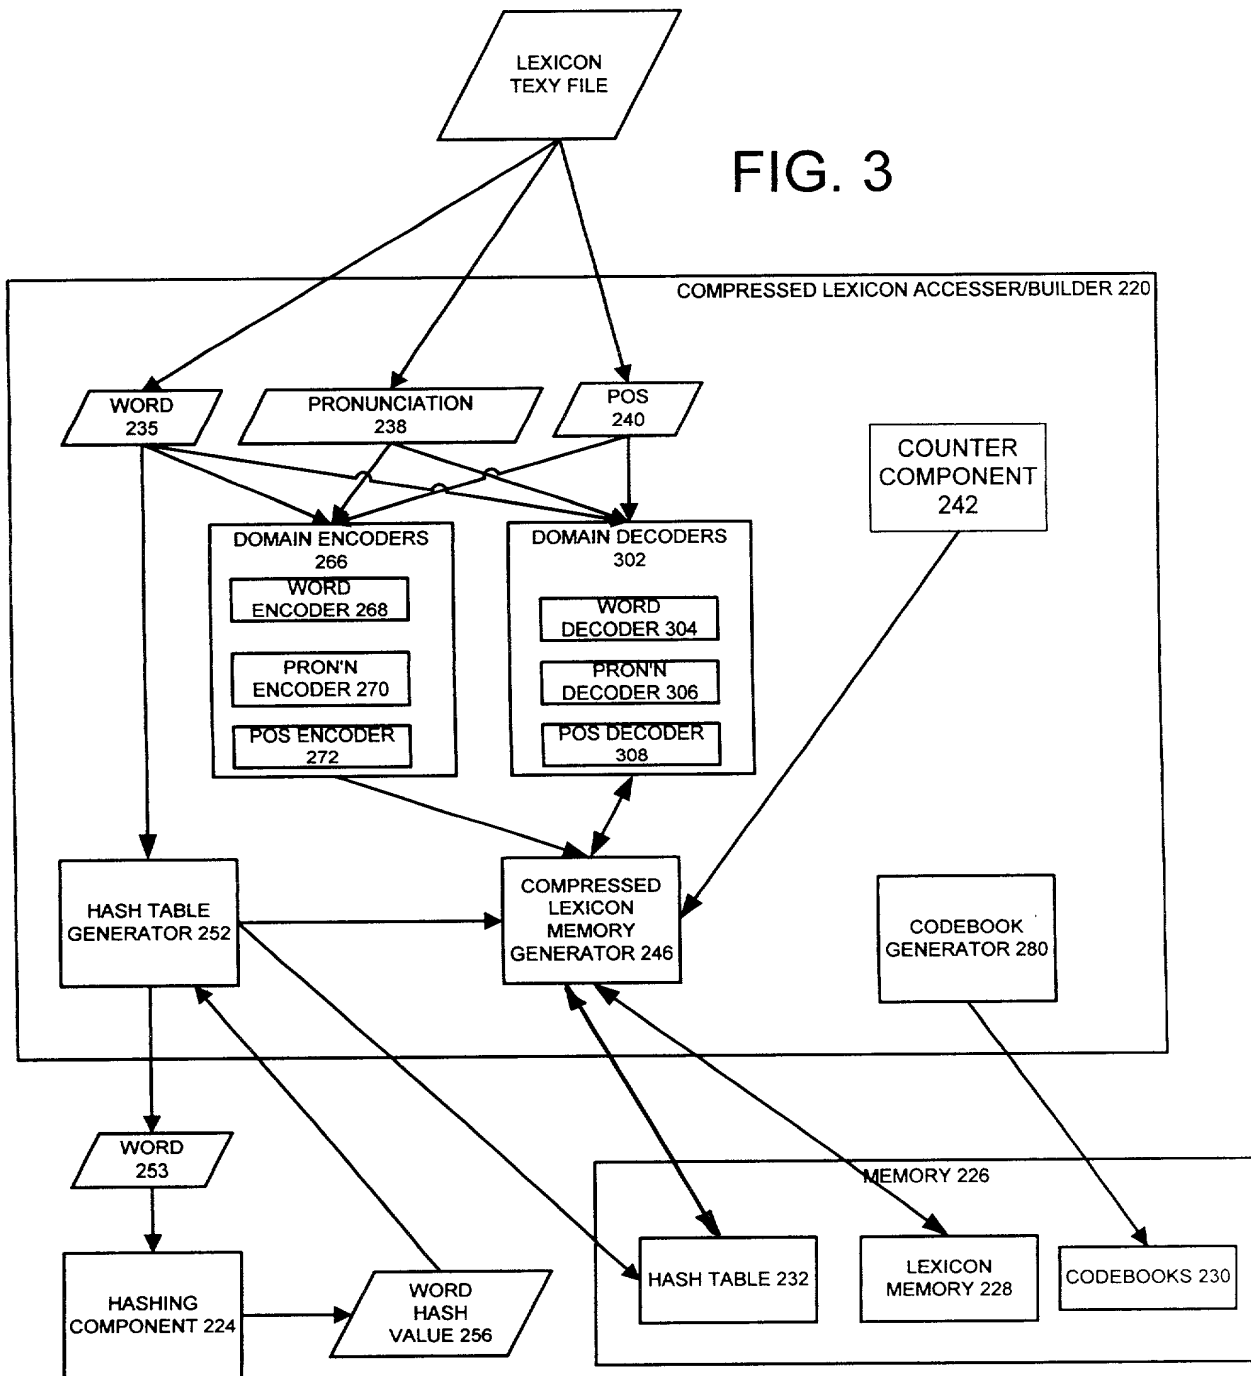 LEXICON
TEXY FILE
FIG. 3
COMPRESSED LEXICON ACCESSER/BUILDER 220
WORD
235
PRONUNCIATION
238
POS
240
COUNTER
COMPONENT
242
DOMAIN ENCODERS
266
WORD
ENCODER 268
PRON'N
ENCODER 270
POS ENCODER
272
DOMAIN DECODERS
302
WORD
DECODER 304
PRON'N
DECODER 306
POS DECODER
308
HASH TABLE
GENERATOR 252
COMPRESSED
LEXICON
MEMORY
GENERATOR 246
CODEBOOK
GENERATOR 280
WORD
253
MEMORY 226
HASHING
COMPONENT 224
WORD
HASH
VALUE 256
HASH TABLE 232
LEXICON
MEMORY 228
CODEBOOKS 230